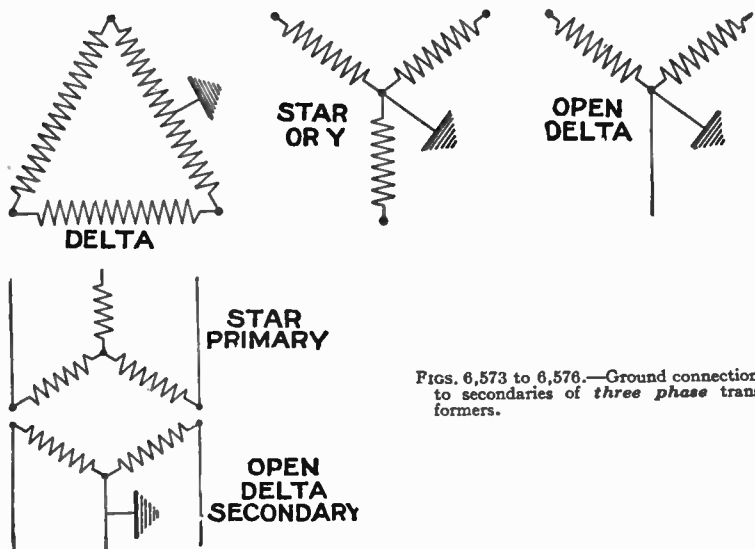 DELTA
STAR
OR Y
OPEN
DELTA
STAR
PRIMARY
OPEN
DELTA
SECONDARY
FIGS. 6,573 to 6,576.—Ground connection
to secondaries of three phase trans
formers.